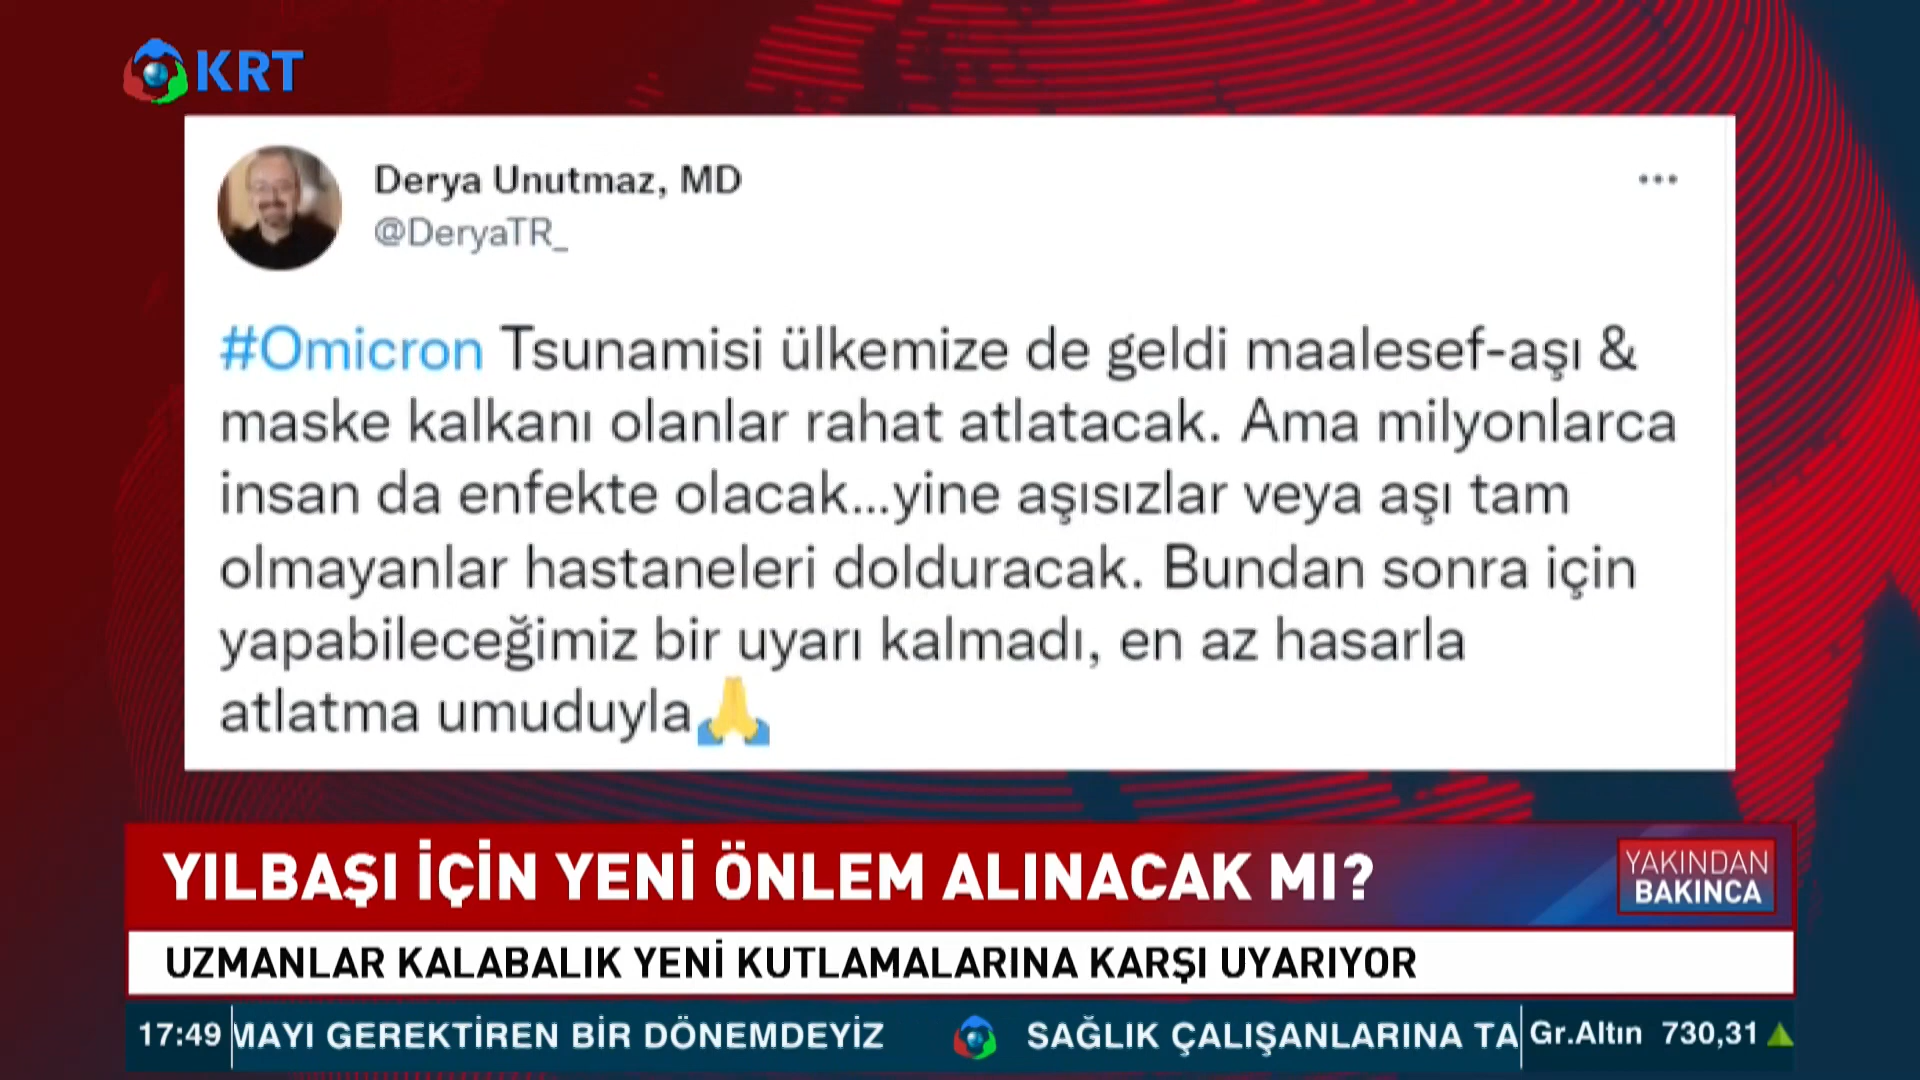 KRT
Derya Unutmaz, MD
@DeryaTR_
#Omicron Tsunamisi ülkemize de geldi maalesef-aşı &
maske kalkanı olanlar rahat atlatacak. Ama milyonlarca
insan da enfekte olacak...yine aşısızlar veya aşı tam
olmayanlar hastaneleri dolduracak. Bundan sonra için
yapabileceğimiz bir uyarı kalmadı, en az hasarla
atlatma umuduyla🙏
YILBAŞI İÇİN YENİ ÖNLEM ALINACAK MI?
YAKINDAN
BAKINCA
UZMANLAR KALABALIK YENİ KUTLAMALARINA KARŞI UYARIYOR
17:49 MAYI GEREKTİREN BİR DÖNEMDEYİZ SAĞLIK ÇALIŞANLARINA TA Gr.Altın 730,31